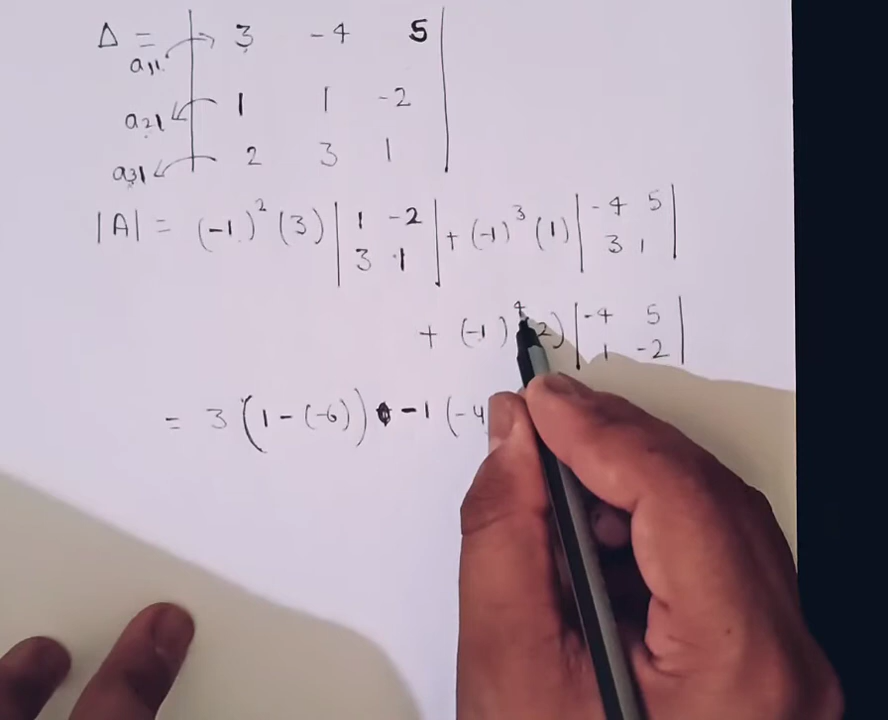 Δ = 3 -4 5
a11
a21 1 1 -2
a31 2 3 1
|A| = (-1)^2 (3) | 1 -2 | + (-1)^3 (1) | -4 5 |
3 1 3 1
+ (-1)^4 2) | -4 5 |
1 -2
= 3 (1 - (-6)) -1 (-4